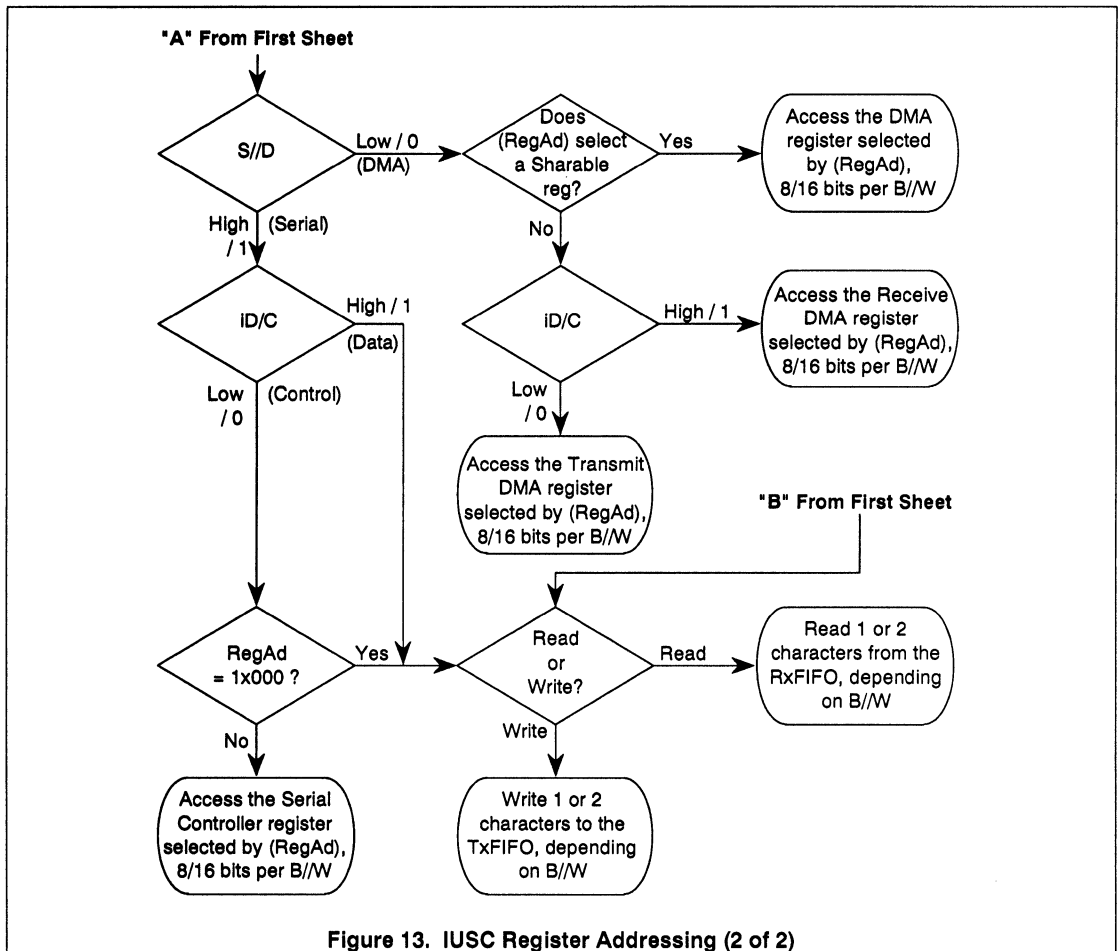 "A" From First Sheet
S//D
Low / 0
(DMA)
Does
(RegAd) select
a Sharable
reg?
Yes
Access the DMA
register selected
by (RegAd),
8/16 bits per B//W
High
/ 1
(Serial)
No
iD/C
High / 1
(Data)
iD/C
High / 1
Access the Receive
DMA register
selected by (RegAd),
8/16 bits per B//W
Low
/ 0
(Control)
Low
/ 0
Access the Transmit
DMA register
selected by (RegAd),
8/16 bits per B//W
"B" From First Sheet
RegAd
= 1x000 ?
Yes
Read
or
Write?
Read
Read 1 or 2
characters from the
RxFIFO, depending
on B//W
No
Write
Access the Serial
Controller register
selected by (RegAd),
8/16 bits per B//W
Write 1 or 2
characters to the
TxFIFO, depending
on B//W
Figure 13. IUSC Register Addressing (2 of 2)